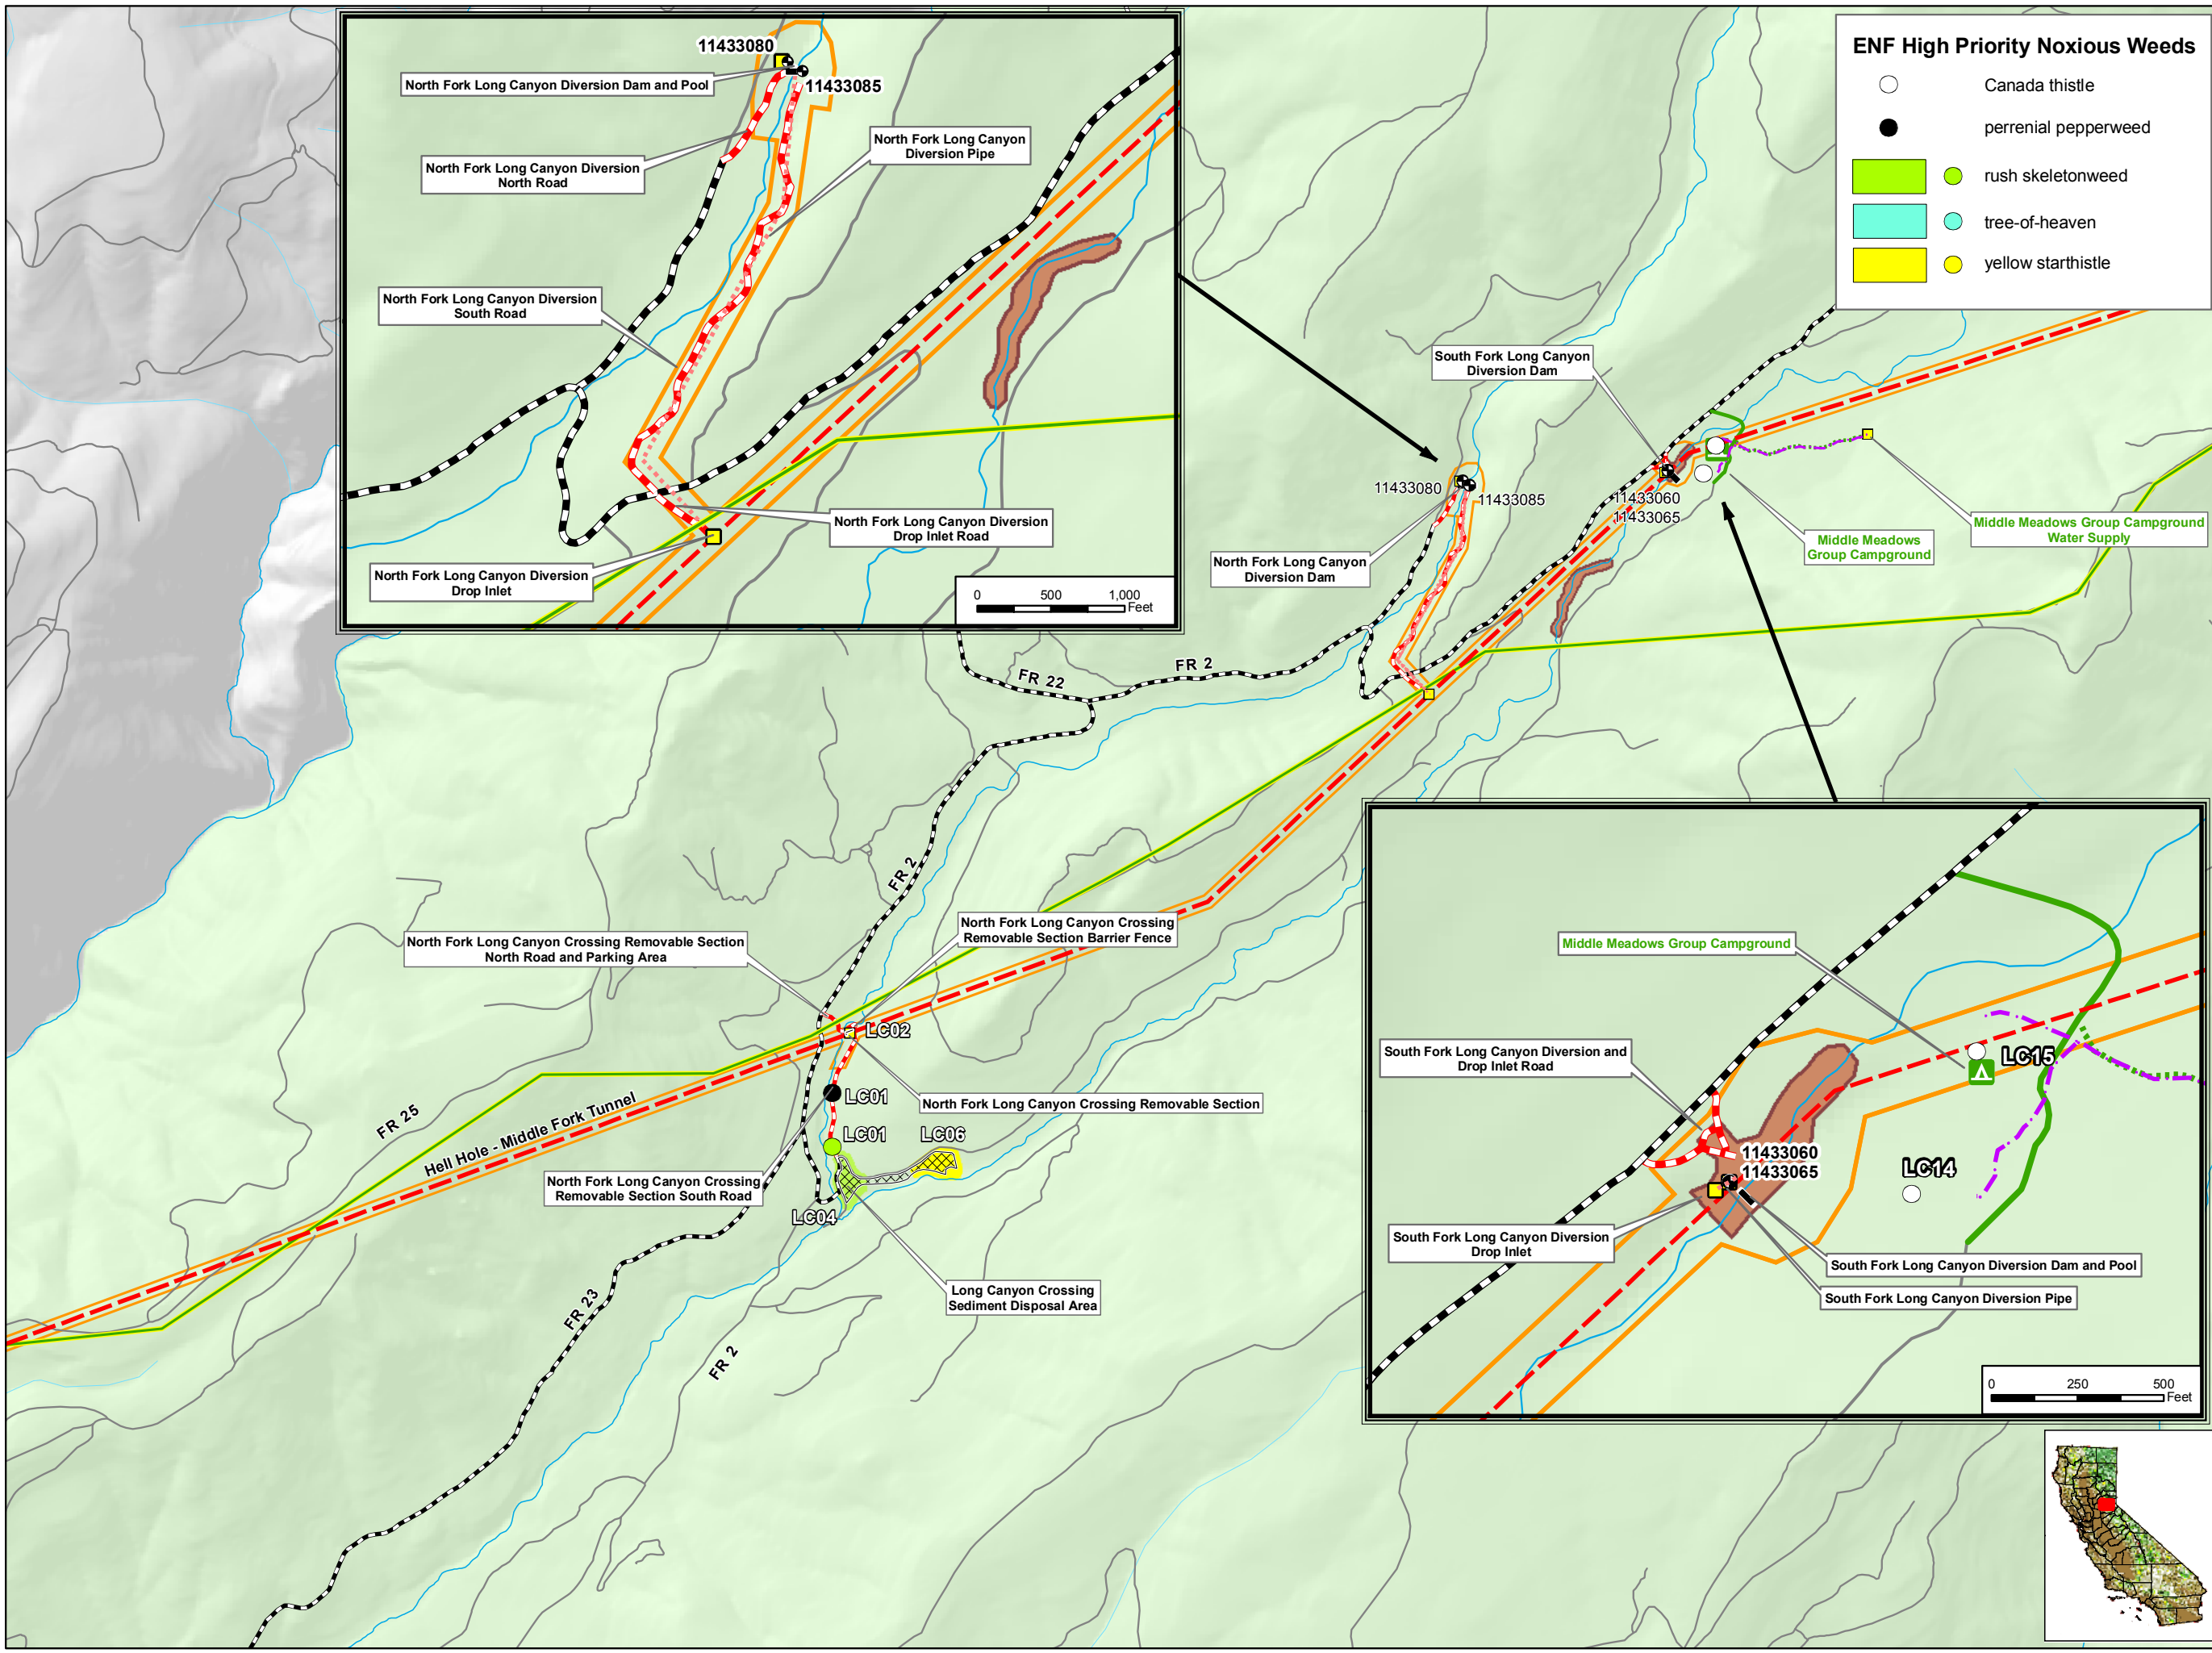 11433080
North Fork Long Canyon Diversion Dam and Pool
11433085
North Fork Long Canyon
Diversion Pipe
North Fork Long Canyon Diversion
North Road
North Fork Long Canyon Diversion
South Road
North Fork Long Canyon Diversion
Drop Inlet Road
North Fork Long Canyon Diversion
Drop Inlet
0 500 1,000
Feet
ENF High Priority Noxious Weeds
Canada thistle
perrenial pepperweed
rush skeletonweed
tree-of-heaven
yellow starthistle
South Fork Long Canyon
Diversion Dam
11433080
11433085
11433060
11433065
North Fork Long Canyon
Diversion Dam
Middle Meadows
Group Campground
Middle Meadows Group Campground
Water Supply
FR 22
FR 2
FR 2
North Fork Long Canyon Crossing Removable Section
North Road and Parking Area
North Fork Long Canyon Crossing
Removable Section Barrier Fence
LC02
LC01
North Fork Long Canyon Crossing Removable Section
LC01
LC06
FR 25
Hell Hole - Middle Fork Tunnel
North Fork Long Canyon Crossing
Removable Section South Road
LC04
Long Canyon Crossing
Sediment Disposal Area
FR 23
FR 2
Middle Meadows Group Campground
South Fork Long Canyon Diversion and
Drop Inlet Road
LC15
11433060
11433065
LC14
South Fork Long Canyon Diversion
Drop Inlet
South Fork Long Canyon Diversion Dam and Pool
South Fork Long Canyon Diversion Pipe
0 250 500
Feet